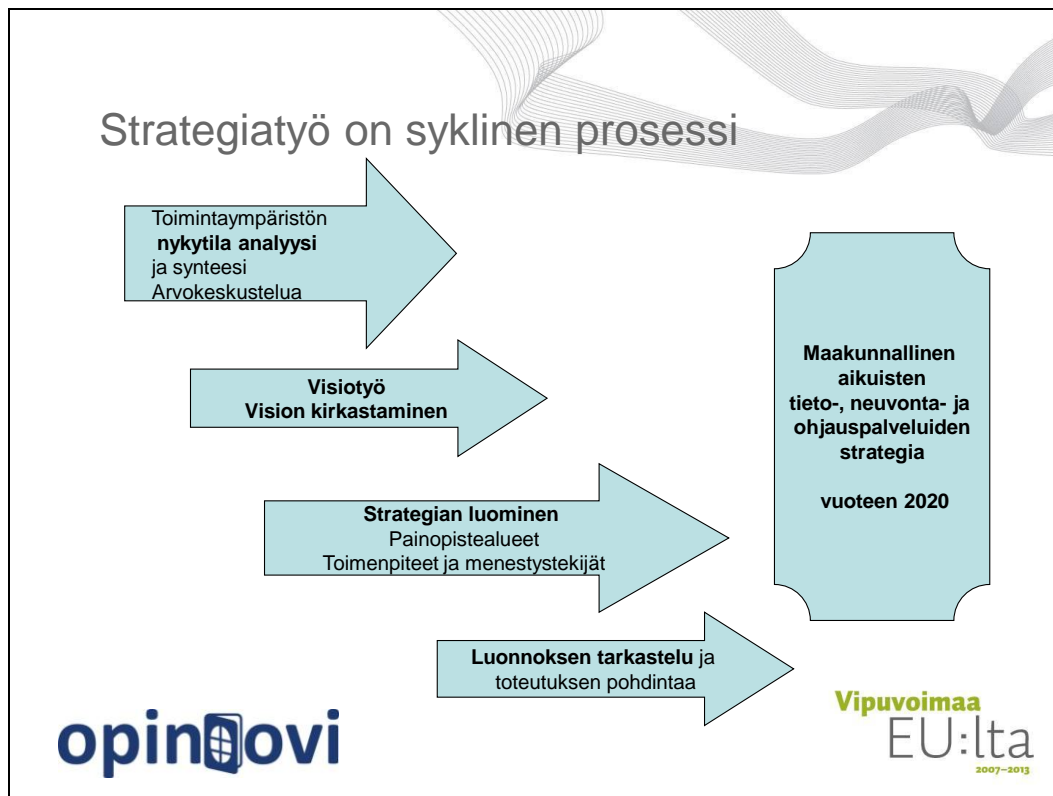 Strategiatyö on syklinen prosessi
Toimintaympäristön
nykytila analyysi
ja synteesi
Arvokeskustelua
Visiotyö
Vision kirkastaminen
Strategian luominen
Painopistealueet
Toimenpiteet ja menestystekijät
Luonnoksen tarkastelu ja
toteutuksen pohdintaa
Maakunnallinen
aikuisten
tieto-, neuvonta- ja
ohjauspalveluiden
strategia
vuoteen 2020
opinovi
Vipuvoimaa
EU:lta
2007–2013